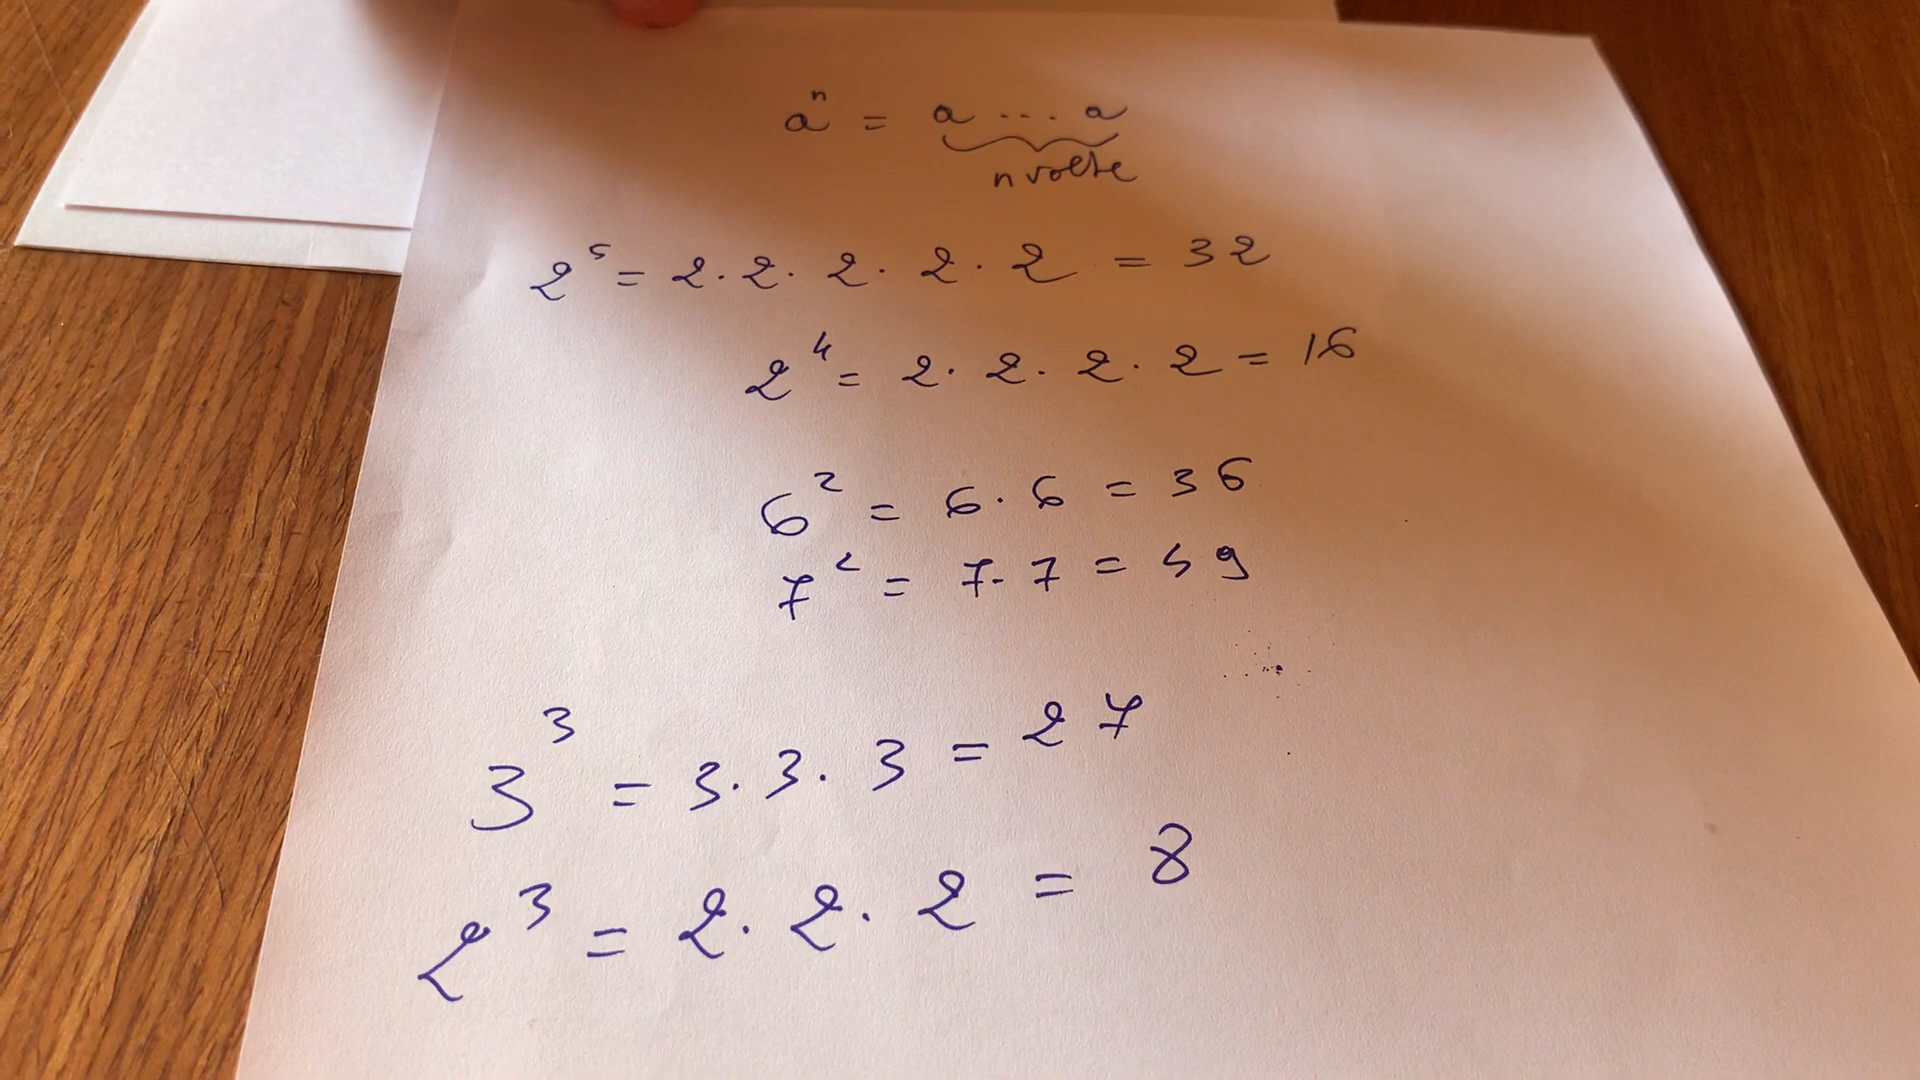 aⁿ = a ... a
n volte
2⁵ = 2 · 2 · 2 · 2 · 2 = 32
2⁴ = 2 · 2 · 2 · 2 = 16
6² = 6 · 6 = 36
7² = 7 · 7 = 49
3³ = 3 · 3 · 3 = 27
2³ = 2 · 2 · 2 = 8